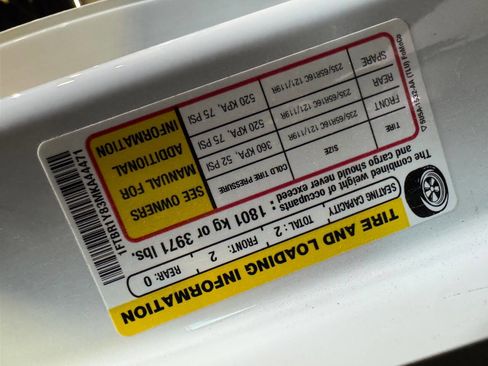 TIRE AND LOADING INFORMATION
SEATING CAPACITY TOTAL: 2 FRONT: 2 REAR: 0
The combined weight of occupants
and cargo should never exceed : 1801 kg or 3971 lbs.
TIRE SIZE COLD TIRE PRESSURE
FRONT 235/65R16C 121/119R 360 KPA, 52 PSI
REAR 235/65R16C 121/119R 520 KPA, 75 PSI
SPARE 235/65R16C 121/119R 520 KPA, 75 PSI
SEE OWNERS
MANUAL FOR
ADDITIONAL
INFORMATION
1FTBR1Y83MKA44471